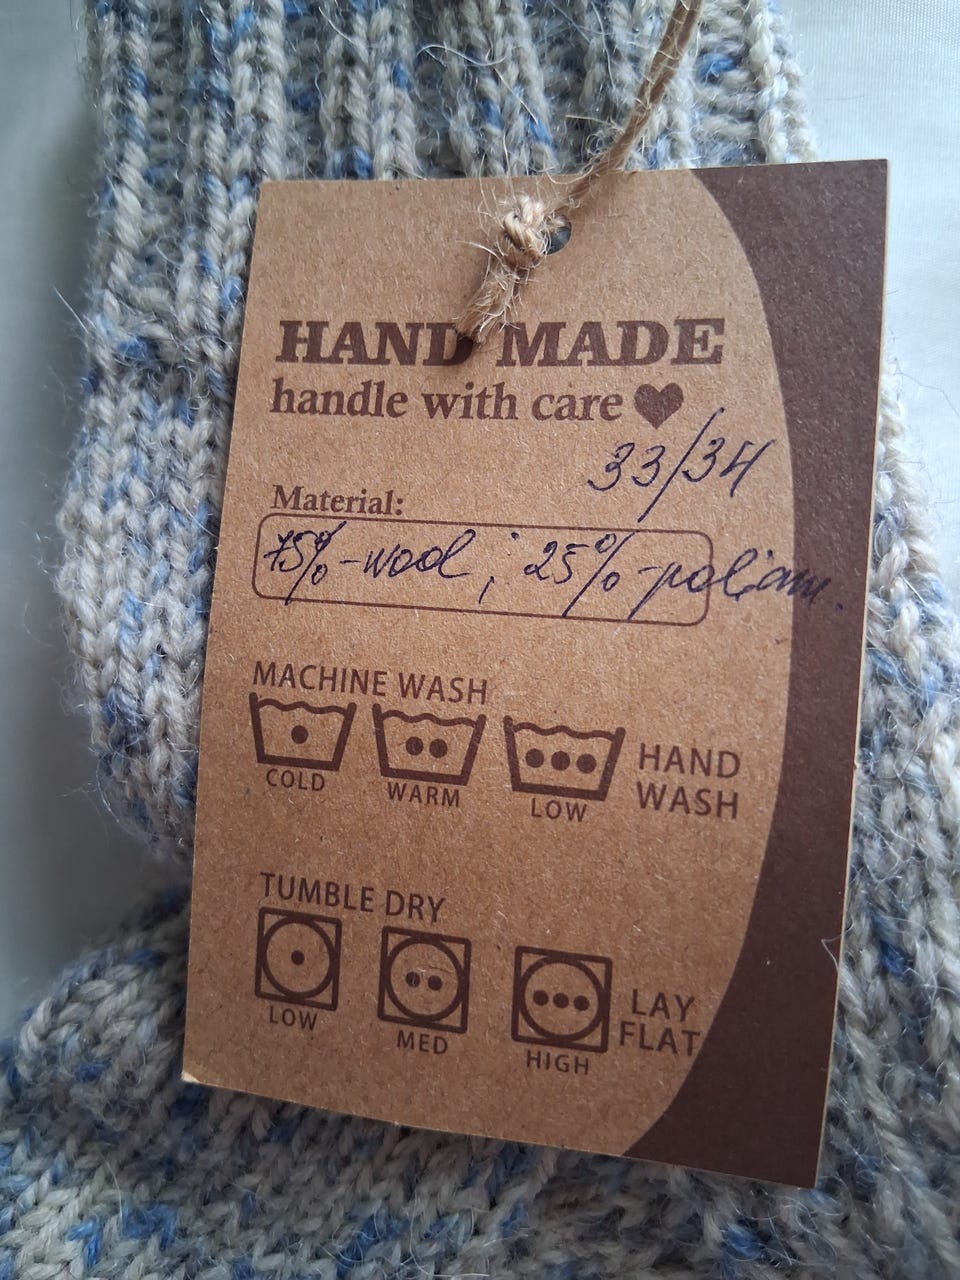 HAND MADE
handle with care
33/34
Material:
75% - wool ; 25% -
MACHINE WASH
COLD
WARM
LOW
HAND
WASH
TUMBLE DRY
LOW
MED
HIGH
LAY
FLAT